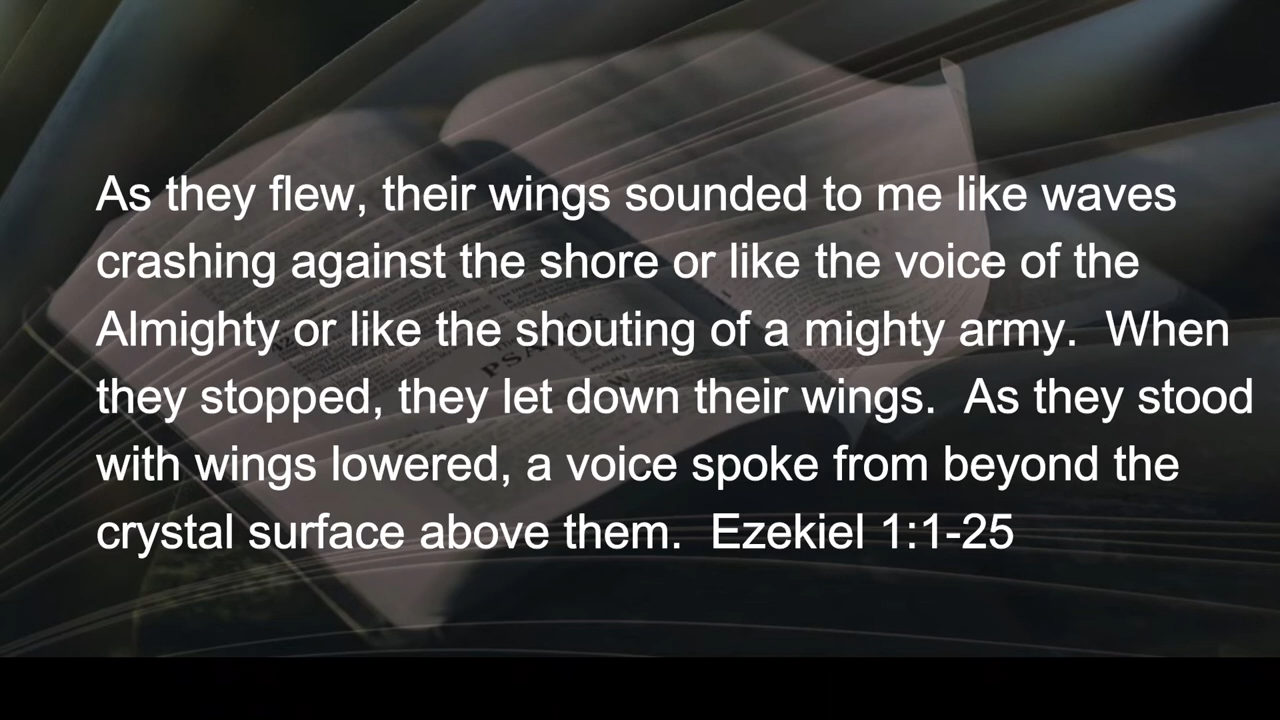 As they flew, their wings sounded to me like waves
crashing against the shore or like the voice of the
Almighty or like the shouting of a mighty army.  When
they stopped, they let down their wings.  As they stood
with wings lowered, a voice spoke from beyond the
crystal surface above them.  Ezekiel 1:1-25